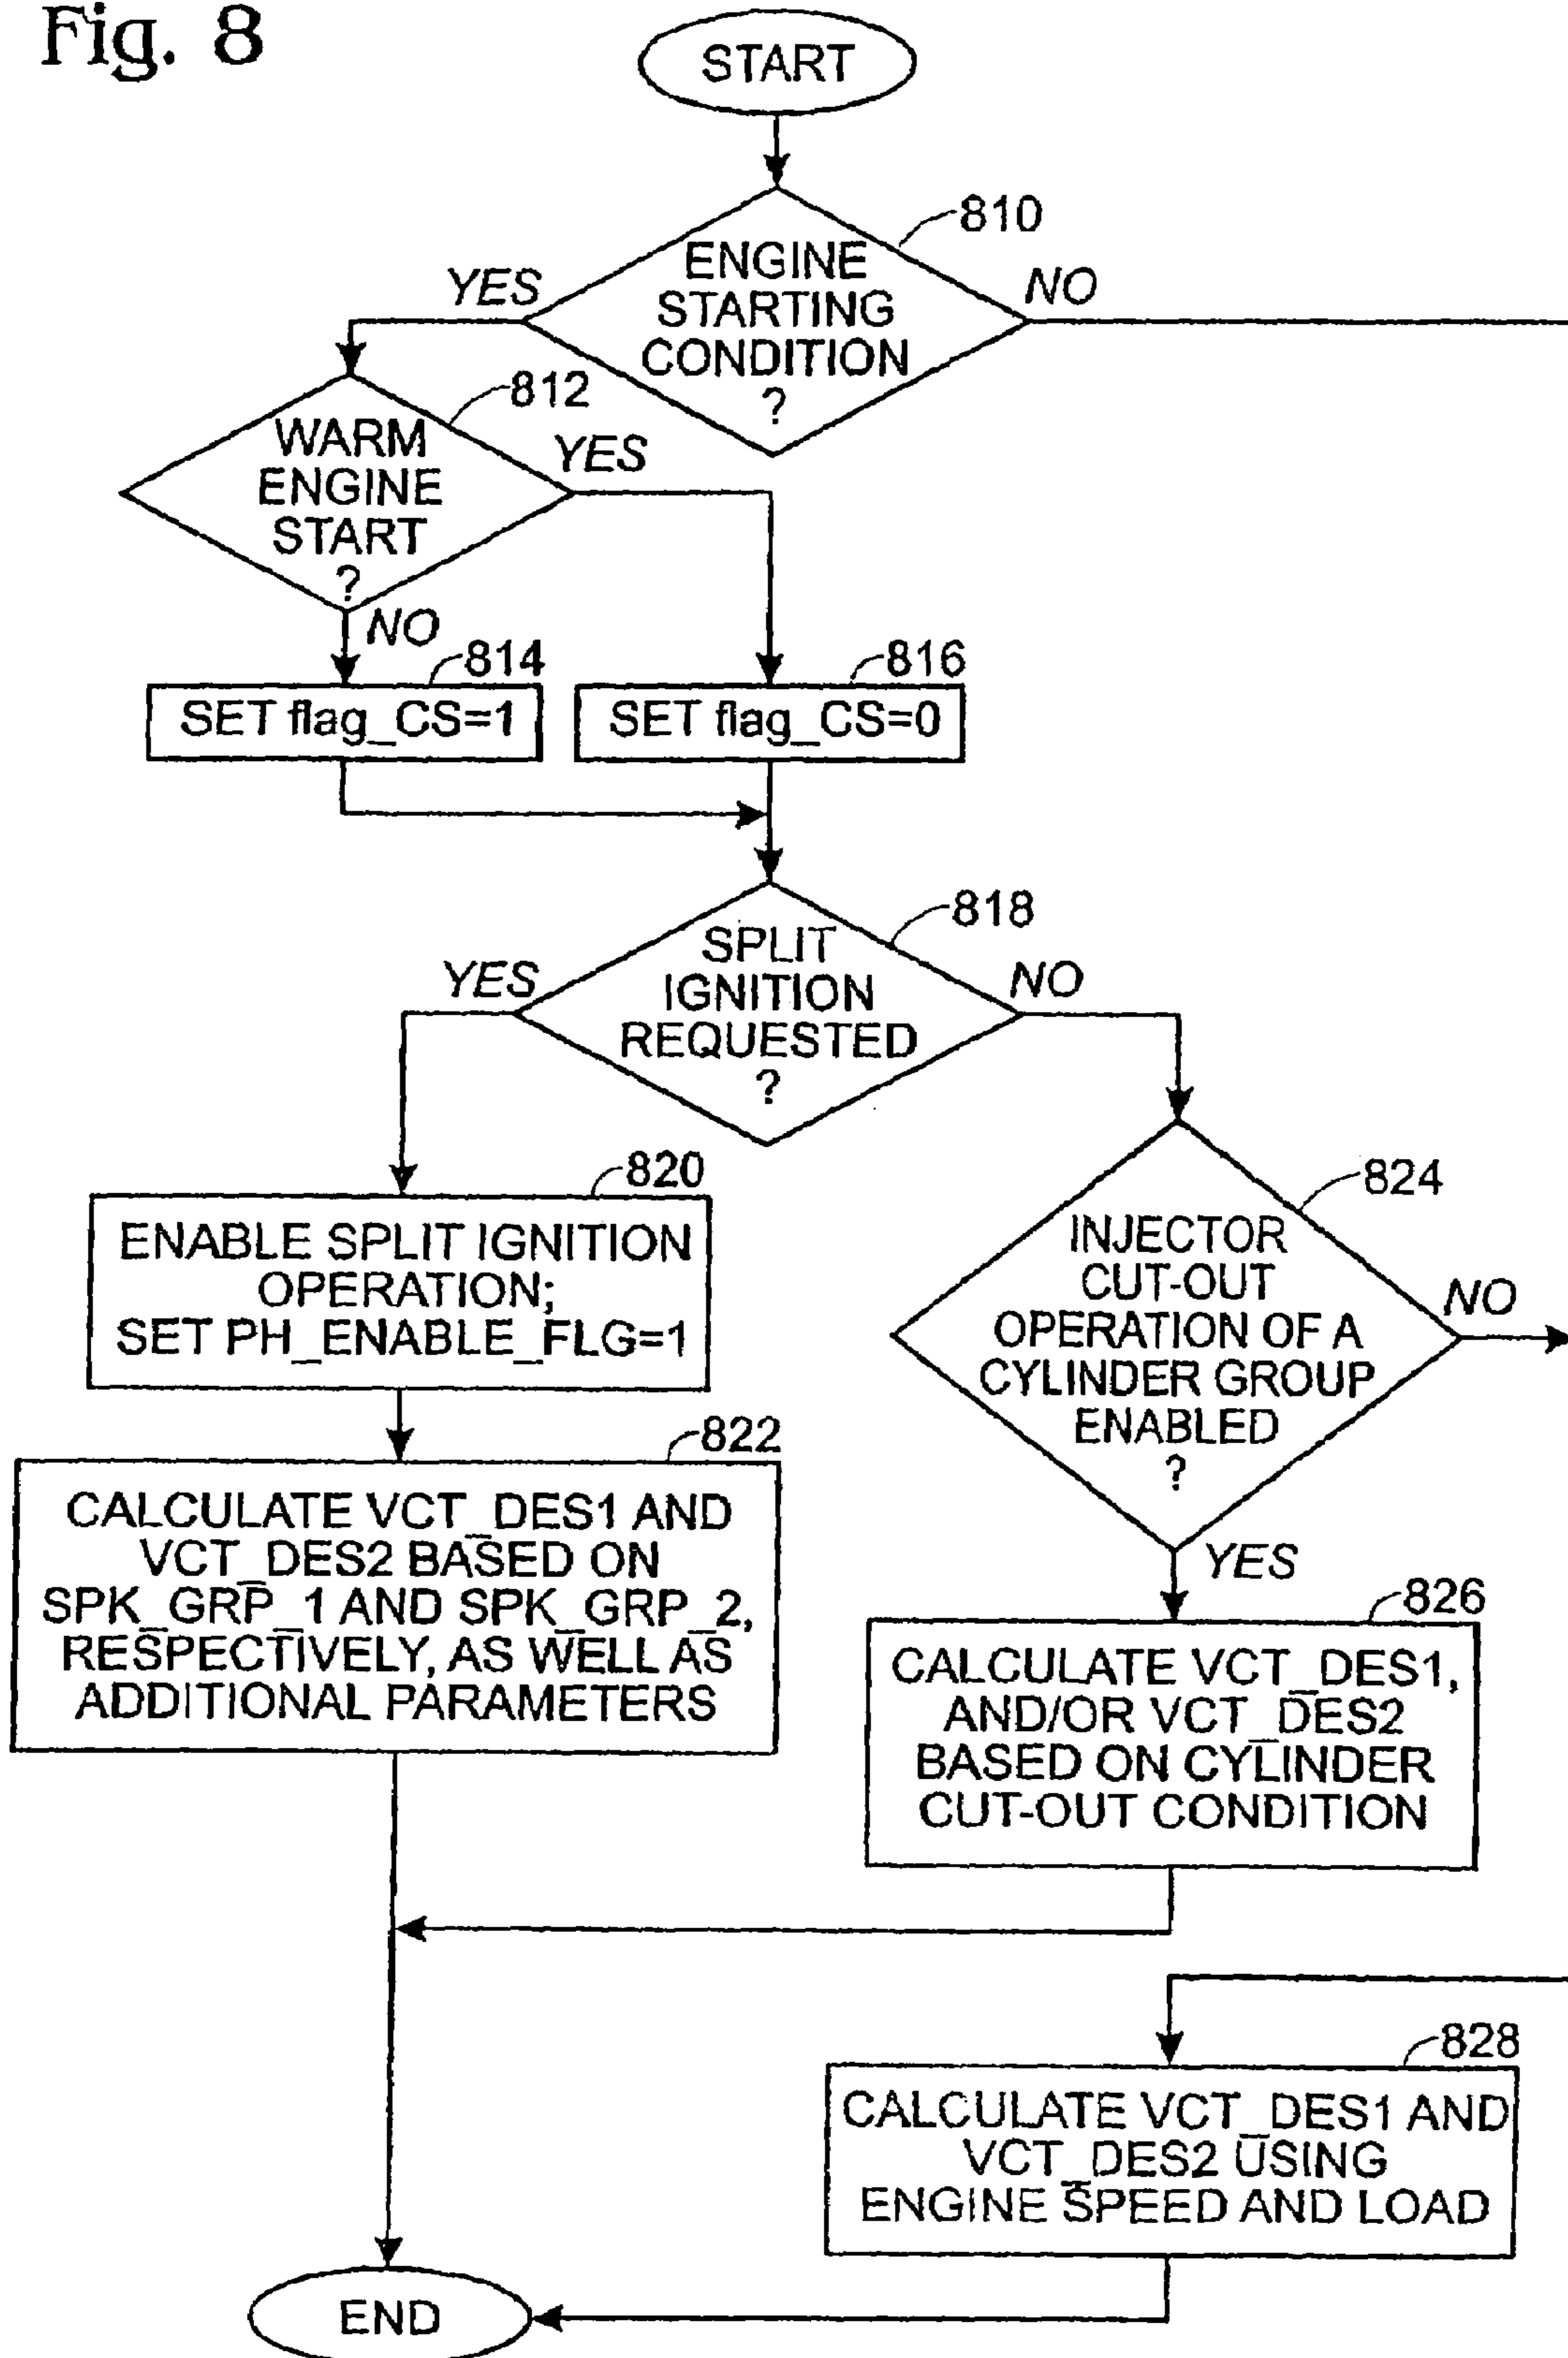 Fig. 8
START
810
ENGINE
STARTING
CONDITION
?
YES
NO
812
WARM
ENGINE
START
?
YES
NO
814
SET flag_CS=1
816
SET flag_CS=0
818
SPLIT
IGNITION
REQUESTED
?
YES
NO
820
ENABLE SPLIT IGNITION
OPERATION;
SET PH_ENABLE_FLG=1
824
INJECTOR
CUT-OUT
OPERATION OF A
CYLINDER GROUP
ENABLED
?
NO
YES
822
CALCULATE VCT_DES1 AND
VCT_DES2 BASED ON
SPK_GRP_1 AND SPK_GRP_2,
RESPECTIVELY, AS WELL AS
ADDITIONAL PARAMETERS
826
CALCULATE VCT_DES1,
AND/OR VCT_DES2
BASED ON CYLINDER
CUT-OUT CONDITION
828
CALCULATE VCT_DES1 AND
VCT_DES2 USING
ENGINE SPEED AND LOAD
END